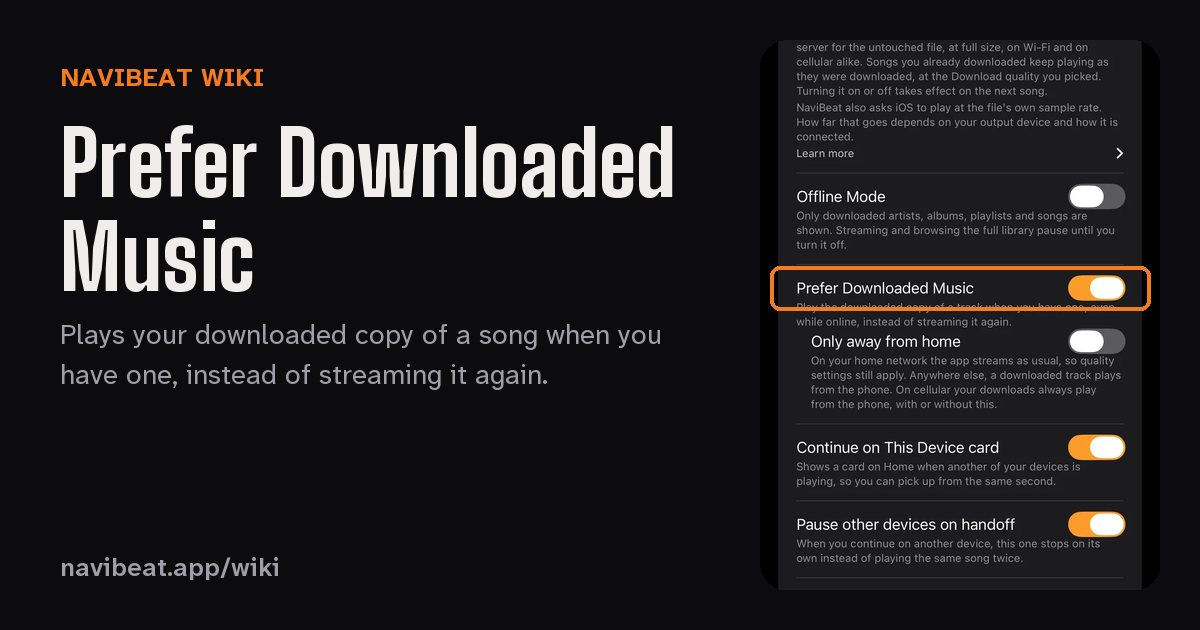 NAVIBEAT WIKI
Prefer Downloaded
Music
Plays your downloaded copy of a song when you
have one, instead of streaming it again.
navibeat.app/wiki
server for the untouched file, at full size, on Wi-Fi and on
cellular alike. Songs you already downloaded keep playing as
they were downloaded, at the Download quality you picked.
Turning it on or off takes effect on the next song.
NaviBeat also asks iOS to play at the file's own sample rate.
How far that goes depends on your output device and how it is
connected.
Learn more
Offline Mode
Only downloaded artists, albums, playlists and songs are
shown. Streaming and browsing the full library pause until you
turn it off.
Prefer Downloaded Music
Play the downloaded copy of a track when you have one, even
while online, instead of streaming it again.
Only away from home
On your home network the app streams as usual, so quality
settings still apply. Anywhere else, a downloaded track plays
from the phone. On cellular your downloads always play
from the phone, with or without this.
Continue on This Device card
Shows a card on Home when another of your devices is
playing, so you can pick up from the same second.
Pause other devices on handoff
When you continue on another device, this one stops on its
own instead of playing the same song twice.